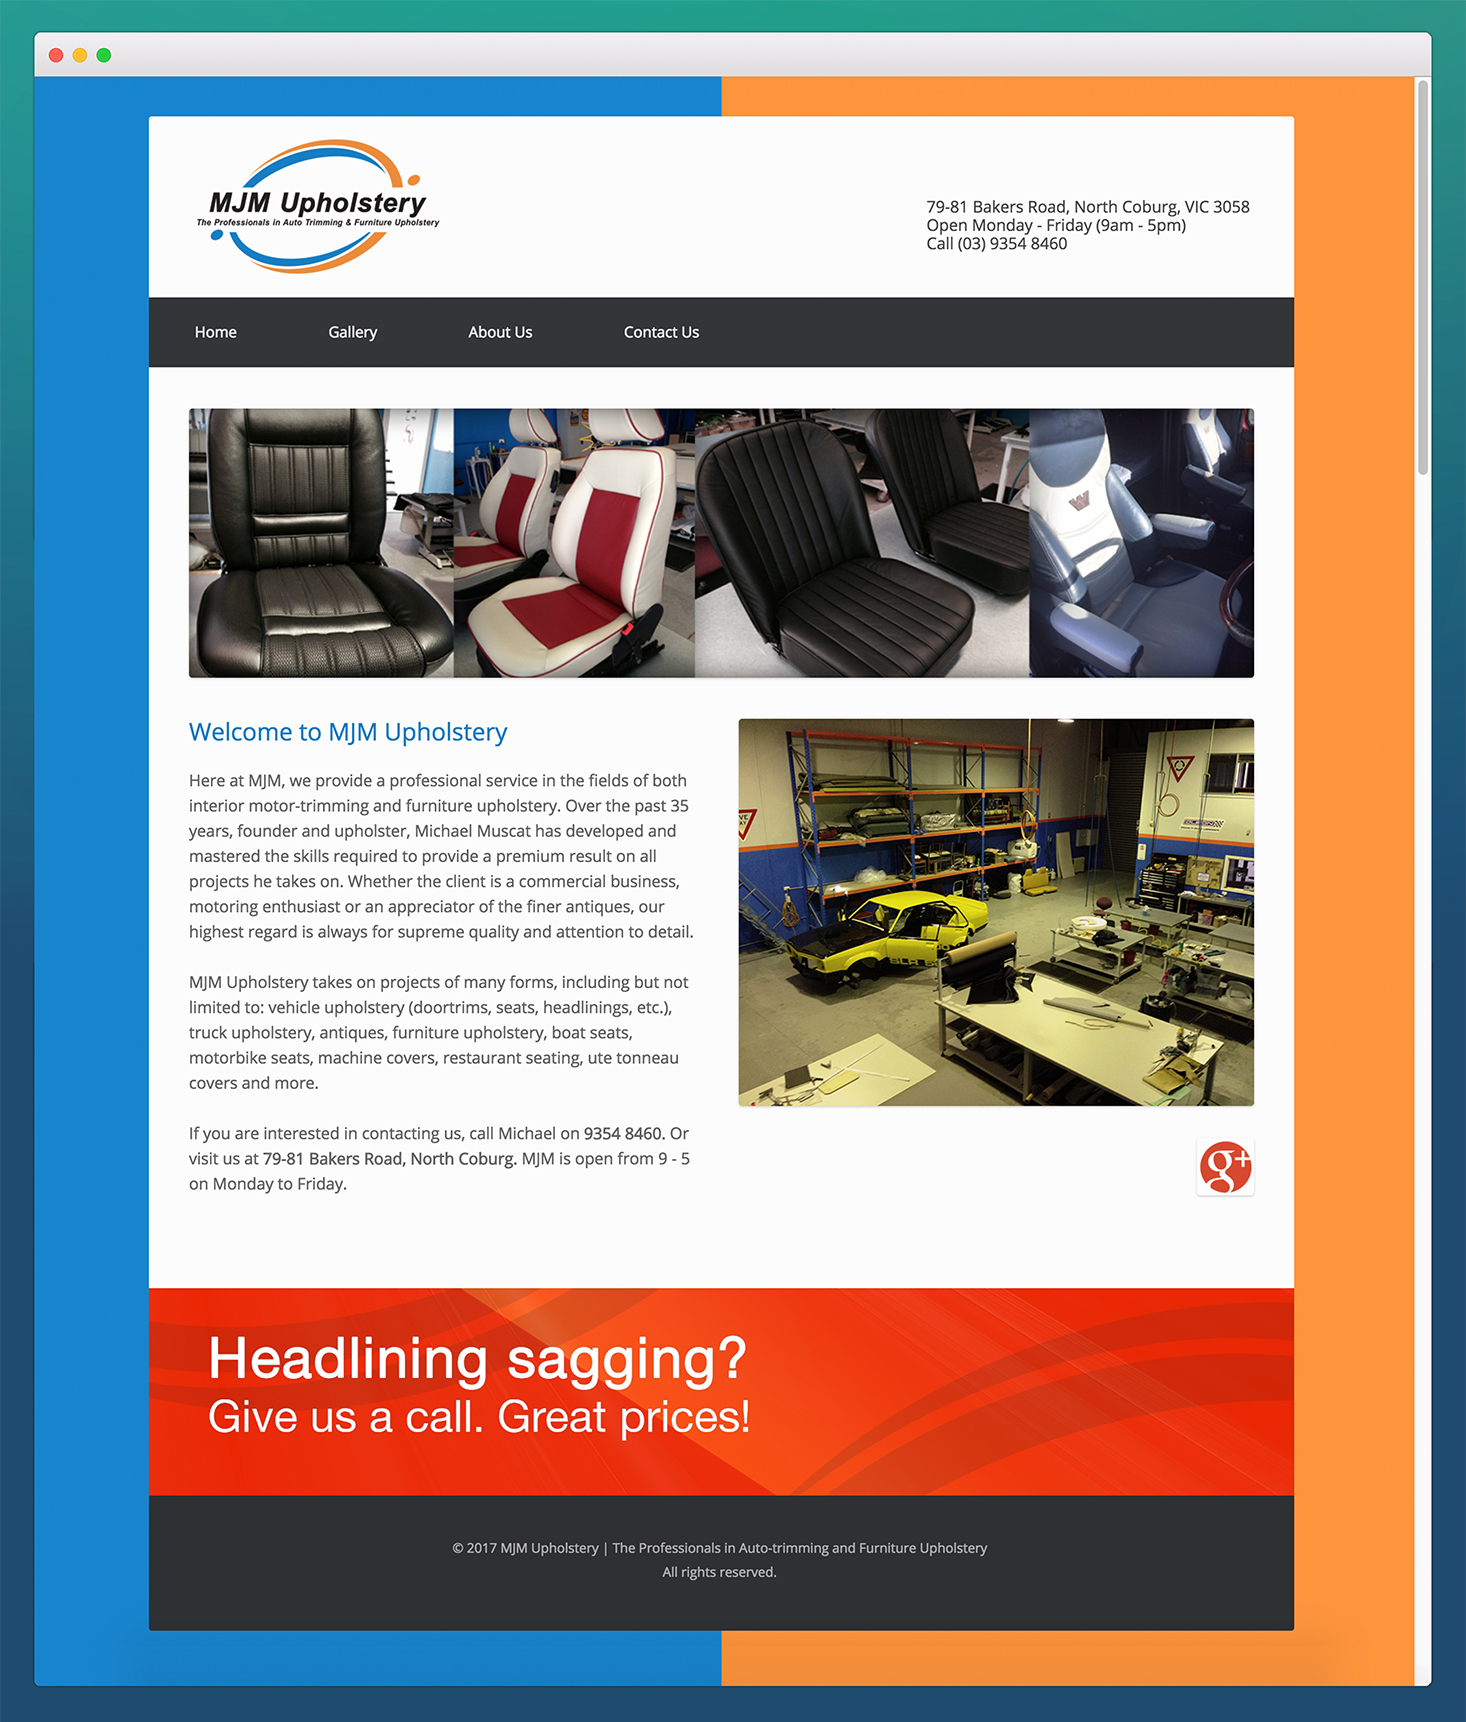 MJM Upholstery
The Professionals in Auto Trimming & Furniture Upholstery
79-81 Bakers Road, North Coburg, VIC 3058
Open Monday - Friday (9am - 5pm)
Call (03) 9354 8460
Home
Gallery
About Us
Contact Us
W
Welcome to MJM Upholstery
Here at MJM, we provide a professional service in the fields of both
interior motor-trimming and furniture upholstery. Over the past 35
years, founder and upholster, Michael Muscat has developed and
mastered the skills required to provide a premium result on all
projects he takes on. Whether the client is a commercial business,
motoring enthusiast or an appreciator of the finer antiques, our
highest regard is always for supreme quality and attention to detail.
MJM Upholstery takes on projects of many forms, including but not
limited to: vehicle upholstery (doortrims, seats, headlinings, etc.),
truck upholstery, antiques, furniture upholstery, boat seats,
motorbike seats, machine covers, restaurant seating, ute tonneau
covers and more.
If you are interested in contacting us, call Michael on 9354 8460. Or
visit us at 79-81 Bakers Road, North Coburg. MJM is open from 9 - 5
on Monday to Friday.
g+
Headlining sagging?
Give us a call. Great prices!
© 2017 MJM Upholstery | The Professionals in Auto-trimming and Furniture Upholstery
All rights reserved.